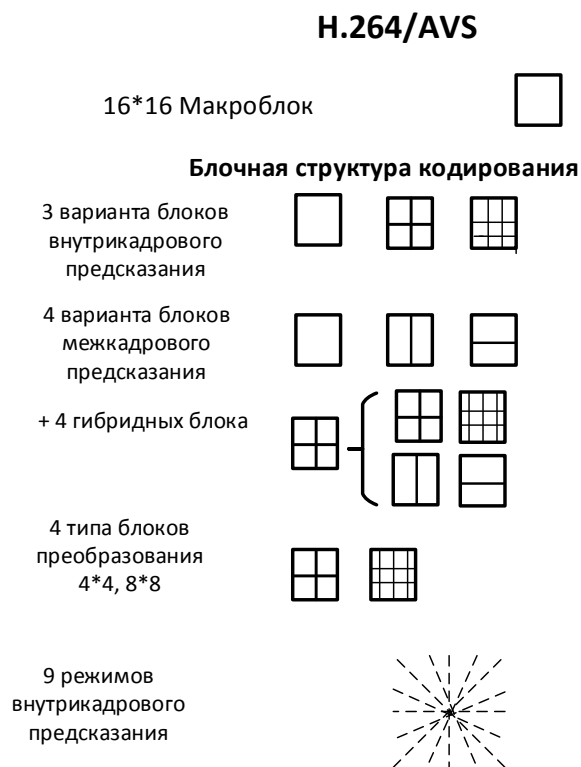 H.264/AVS
16*16 Макроблок
Блочная структура кодирования
3 варианта блоков
внутрикадрового
предсказания
4 варианта блоков
межкадрового
предсказания
+ 4 гибридных блока
4 типа блоков
преобразования
4*4, 8*8
9 режимов
внутрикадрового
предсказания